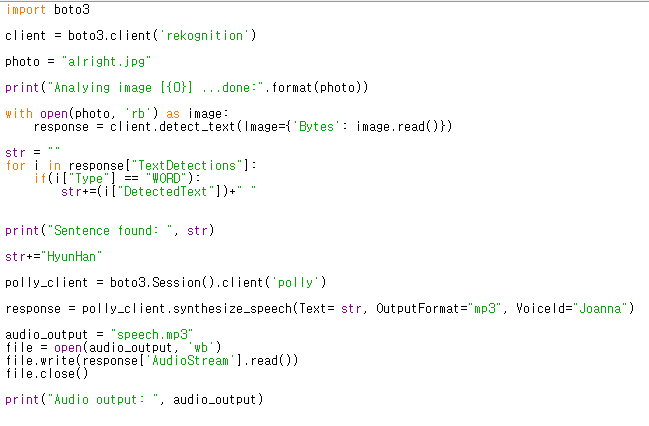 import boto3
client = boto3.client('rekognition')
photo = "alright.jpg"
print("Analying image [{0}] ...done:".format(photo))
with open(photo, 'rb') as image:
    response = client.detect_text(Image={'Bytes': image.read()})
str = ""
for i in response["TextDetections"]:
    if(i["Type"] == "WORD"):
        str+=(i["DetectedText"])+" "
print("Sentence found: ", str)
str+="HyunHan"
polly_client = boto3.Session().client('polly')
response = polly_client.synthesize_speech(Text= str, OutputFormat="mp3", VoiceId="Joanna")
audio_output = "speech.mp3"
file = open(audio_output, 'wb')
file.write(response['AudioStream'].read())
file.close()
print("Audio output: ", audio_output)